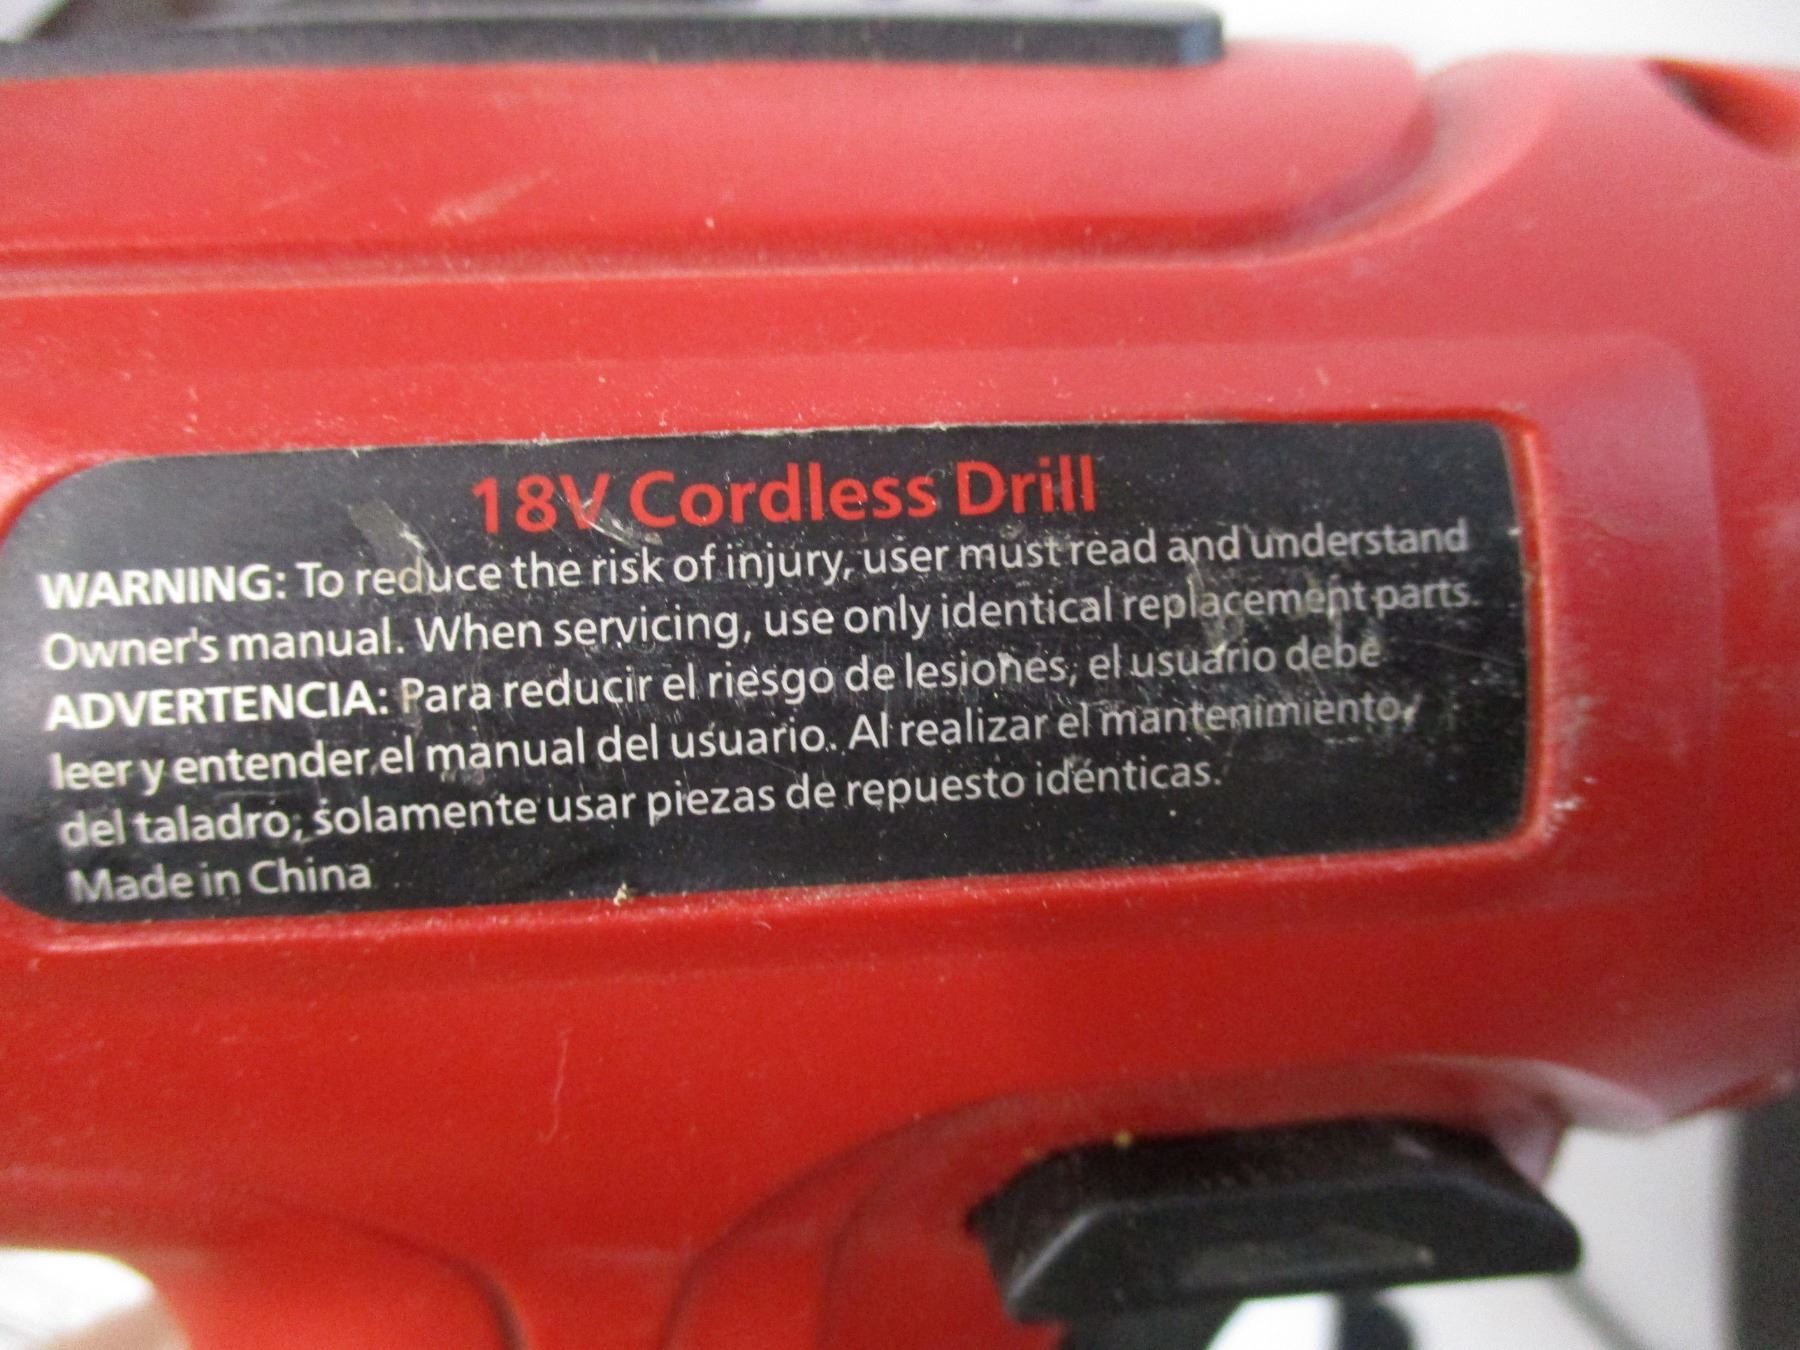 18V Cordless Drill
WARNING: To reduce the risk of injury, user must read and understand
Owner's manual. When servicing, use only identical replacement parts.
ADVERTENCIA: Para reducir el riesgo de lesiones, el usuario debe
leer y entender el manual del usuario. Al realizar el mantenimiento
del taladro, solamente usar piezas de repuesto idénticas.
Made in China